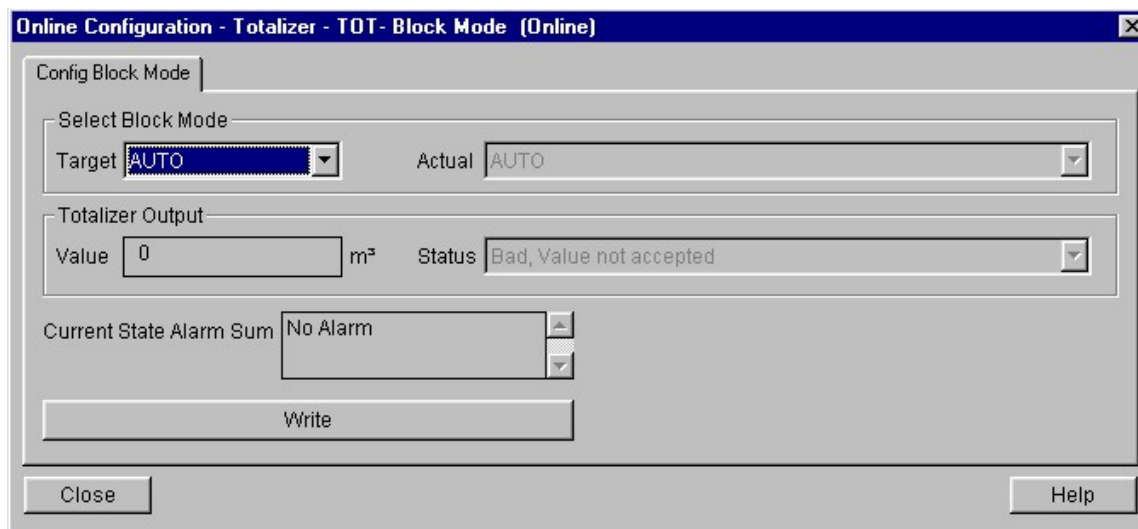 Online Configuration - Totalizer - TOT- Block Mode (Online)
Config Block Mode
Select Block Mode
Target AUTO Actual AUTO
Totalizer Output
Value 0 m³ Status Bad, Value not accepted
Current State Alarm Sum No Alarm
Write
Close Help